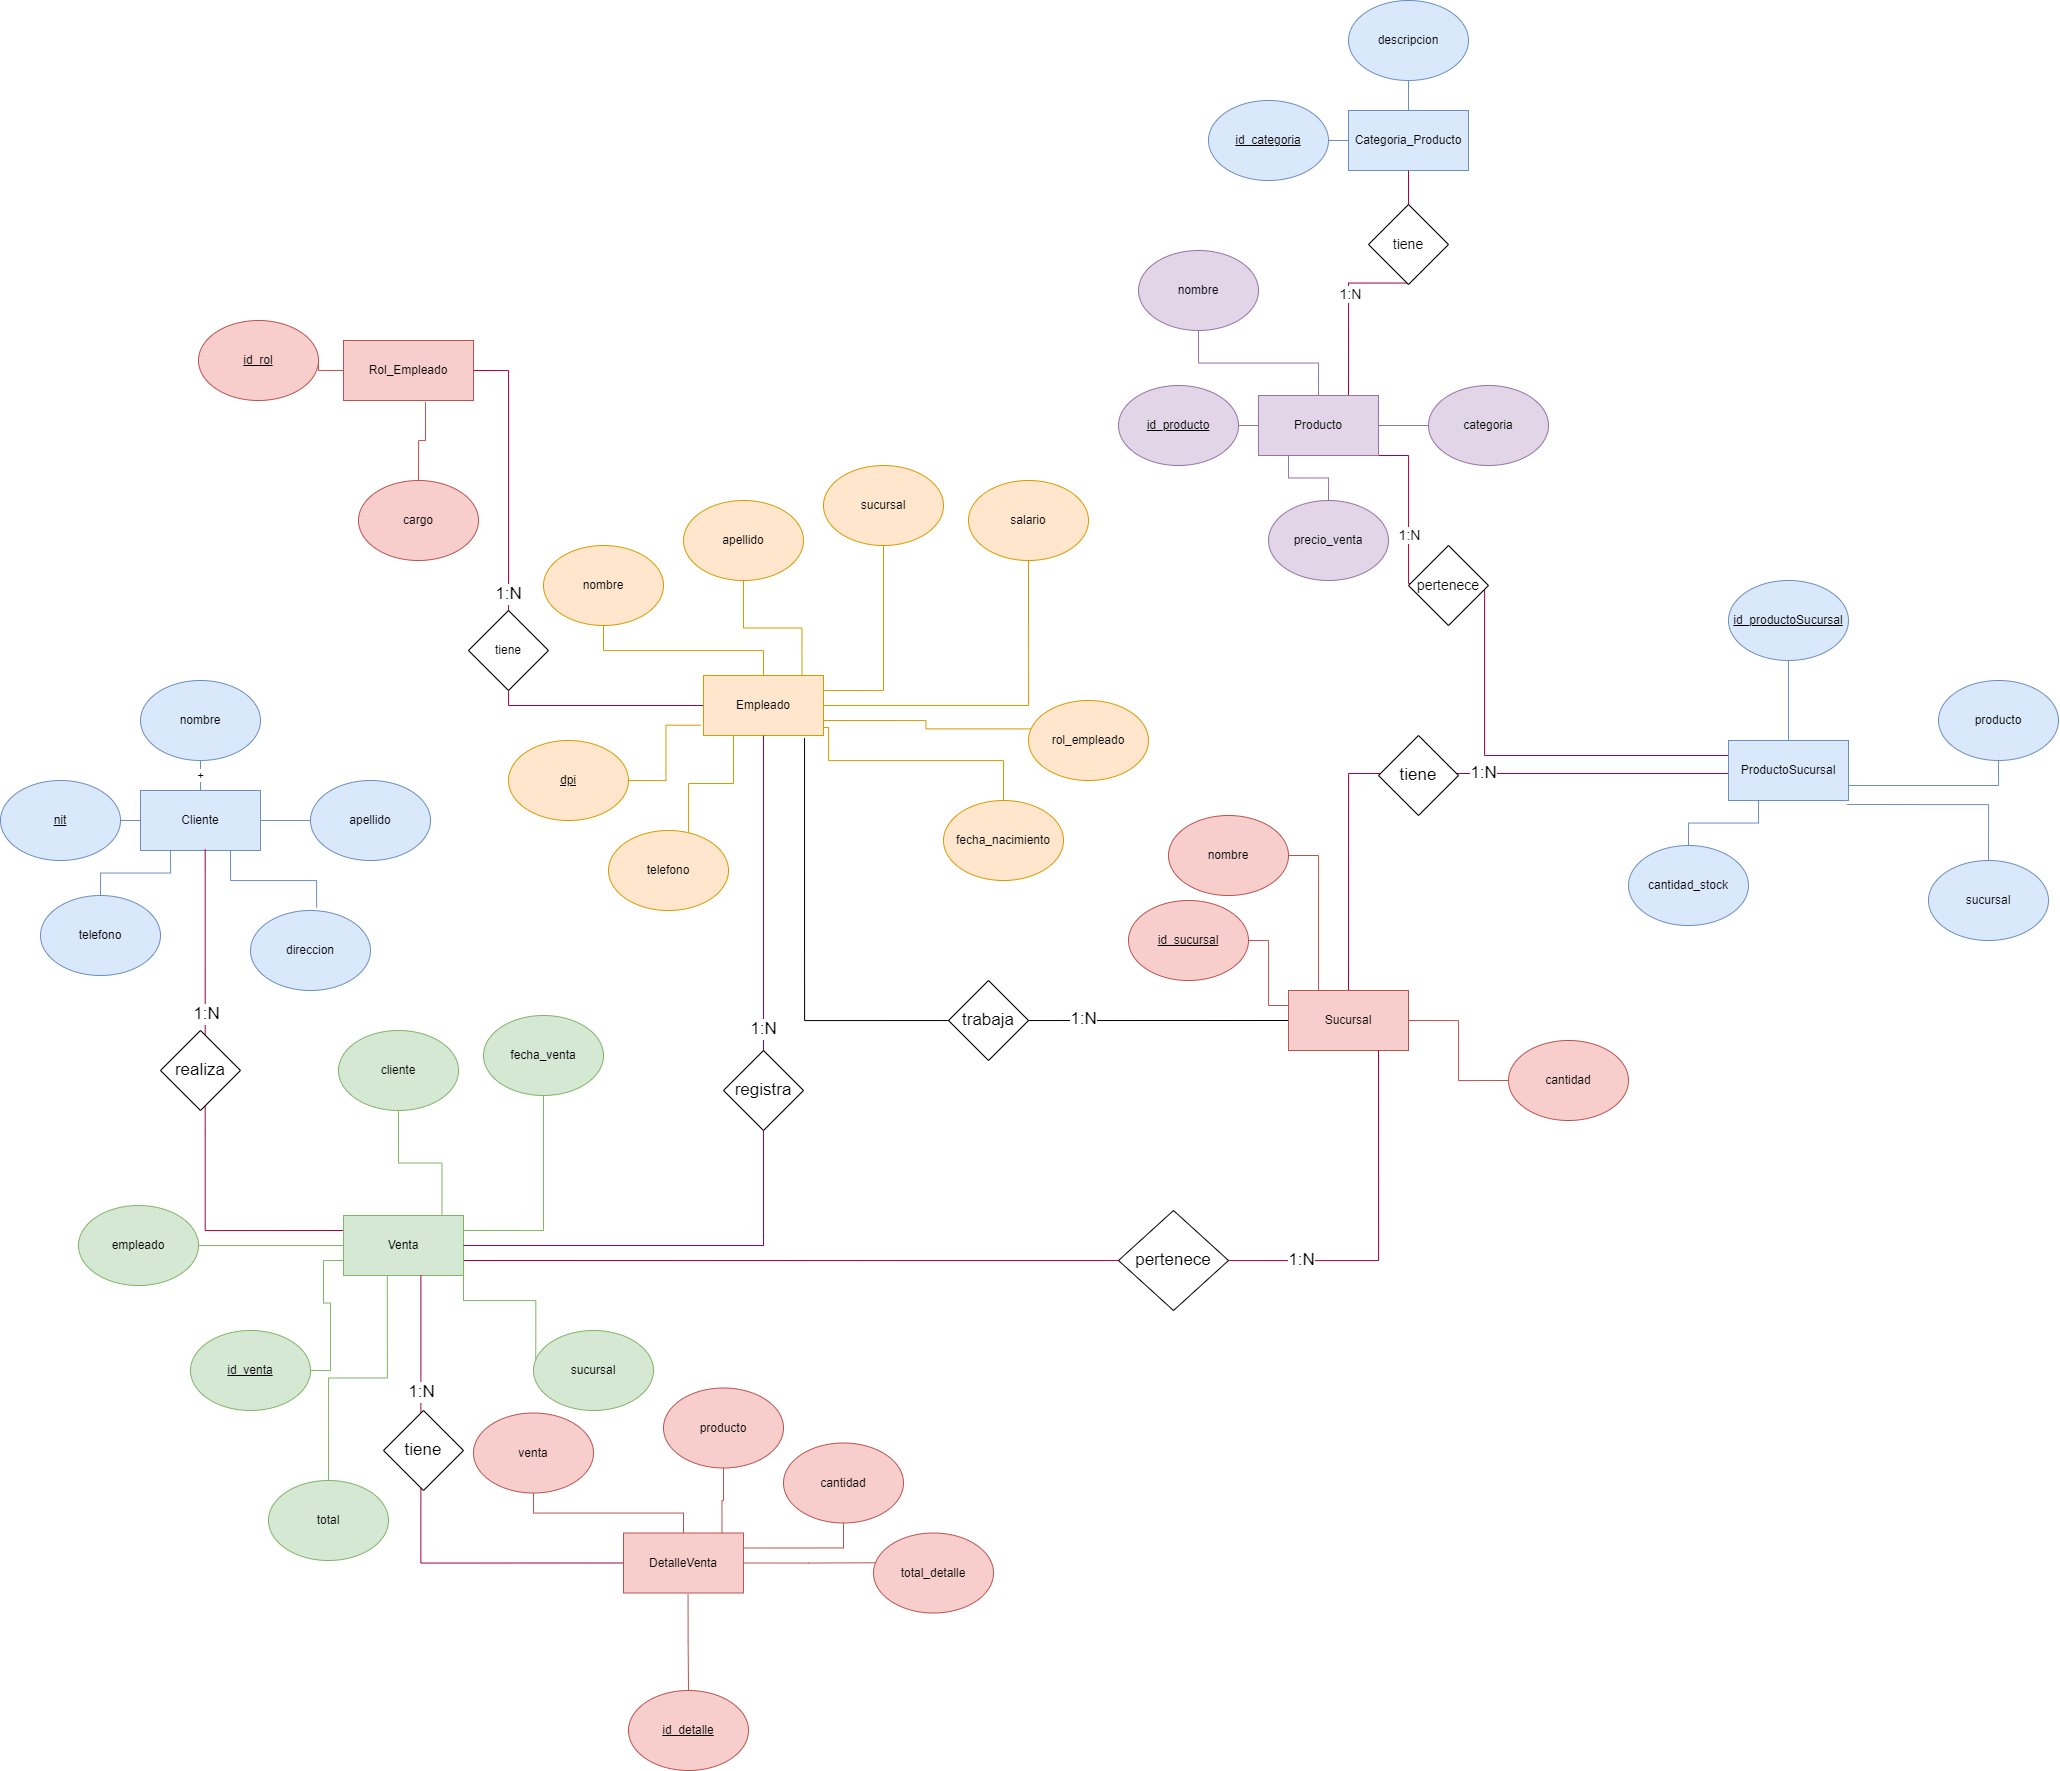 descripcion
id_categoria
Categoria_Producto
tiene
nombre
1:N
id_rol
Rol_Empleado
id_producto
Producto
categoria
cargo
apellido
sucursal
salario
1:N
precio_venta
nombre
1:N
pertenece
id_productoSucursal
tiene
Empleado
nombre
rol_empleado
producto
dpi
tiene
1:N
ProductoSucursal
+
nit
Cliente
apellido
telefono
fecha_nacimiento
nombre
cantidad_stock
sucursal
telefono
direccion
id_sucursal
1:N
1:N
trabaja
1:N
Sucursal
realiza
cliente
fecha_venta
registra
cantidad
empleado
Venta
pertenece
1:N
id_venta
sucursal
1:N
tiene
venta
producto
cantidad
total
DetalleVenta
total_detalle
id_detalle